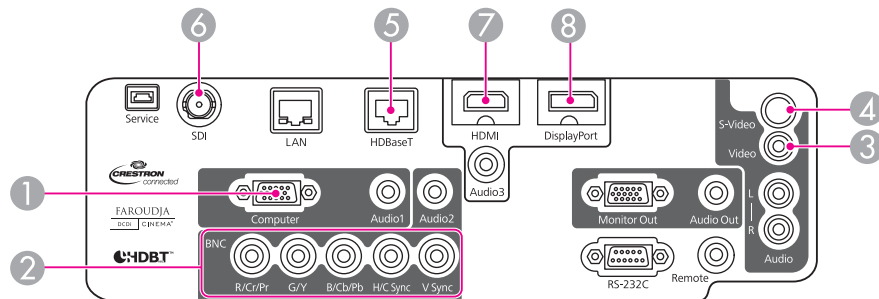 6
5
7
8
Service
SDI
LAN
HDBaseT
HDMI
DisplayPort
S-Video
4
Video
3
Audio3
CRESTRON
connected
1
Computer
Audio1
Audio2
Monitor Out
Audio Out
L
R
Audio
FAROUDJA
DCDi CINEMA
2
BNC
HDBT™
R/Cr/Pr
G/Y
B/Cb/Pb
H/C Sync
V Sync
RS-232C
Remote